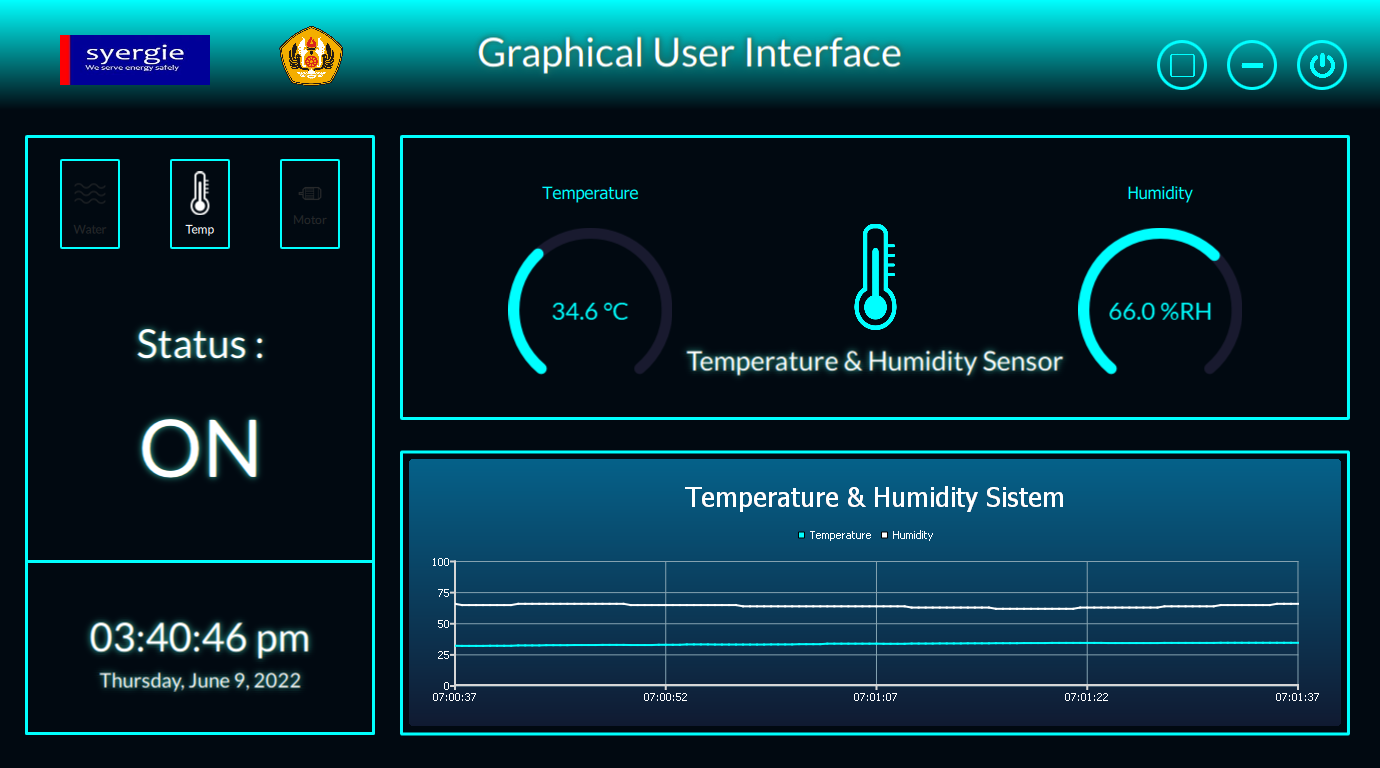 syergie
We serve energy safely
Graphical User Interface
Water
Temp
Motor
Status :
ON
03:40:46 pm
Thursday, June 9, 2022
Temperature
34.6 °C
Temperature & Humidity Sensor
Humidity
66.0 %RH
Temperature & Humidity Sistem
Temperature Humidity
100
75
50
25
0
07:00:37 07:00:52 07:01:07 07:01:22 07:01:37